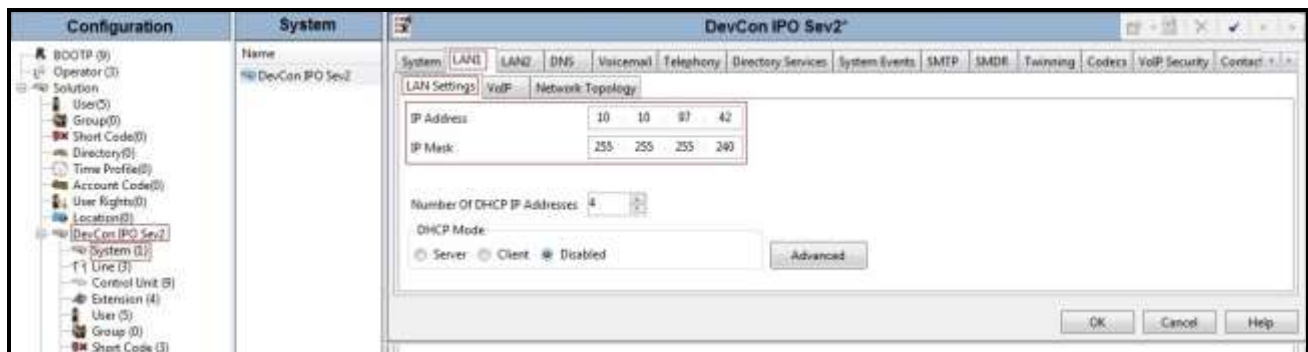 Configuration
BOOTP (9)
Operator (3)
Solution
User(5)
Group(0)
Short Code(0)
Directory(0)
Time Profile(0)
Account Code(0)
User Rights(0)
Location(0)
DevCon IPO Sev2
System (1)
Line (3)
Control Unit (9)
Extension (4)
User (5)
Group (0)
Short Code (3)
System
Name
DevCon IPO Sev2
DevCon IPO Sev2*
System LAN1 LAN2 DNS Voicemail Telephony Directory Services System Events SMTP SMDR Twinning Codecs VoIP Security Contact
LAN Settings VoIP Network Topology
IP Address 10 10 97 42
IP Mask 255 255 255 240
Number Of DHCP IP Addresses 4
DHCP Mode
Server Client Disabled Advanced
OK Cancel Help